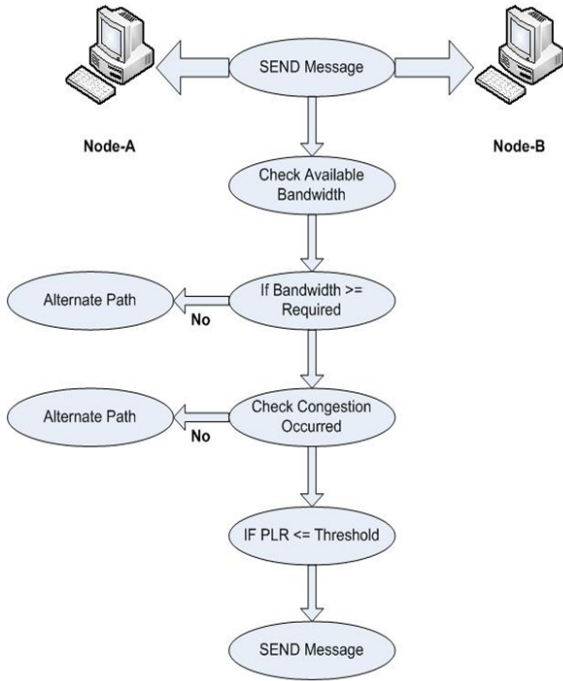 SEND Message
Node-A
Node-B
Check Available
Bandwidth
If Bandwidth >=
Required
Alternate Path
No
Check Congestion
Occurred
Alternate Path
No
IF PLR <= Threshold
SEND Message